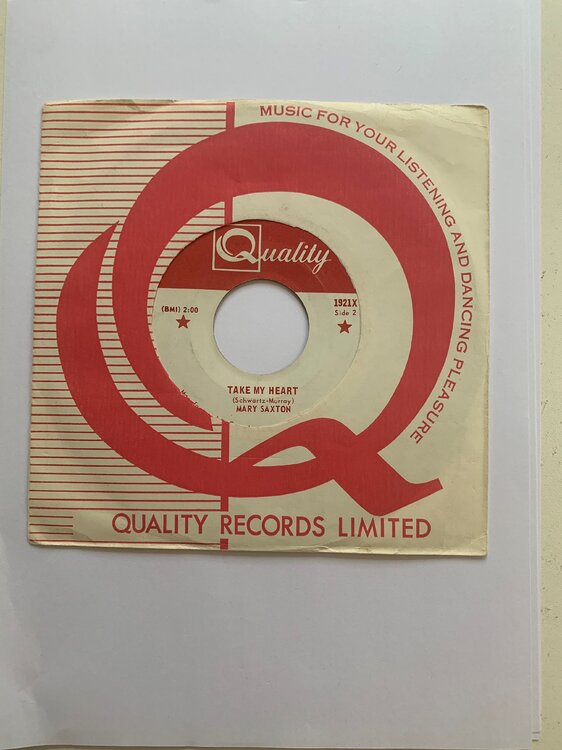 MUSIC FOR YOUR LISTENING AND DANCING PLEASURE
Quality
(BMI) 2:00
1921X
Side 2
TAKE MY HEART
(Schwartz-Murray)
MARY SAXTON
QUALITY RECORDS LIMITED